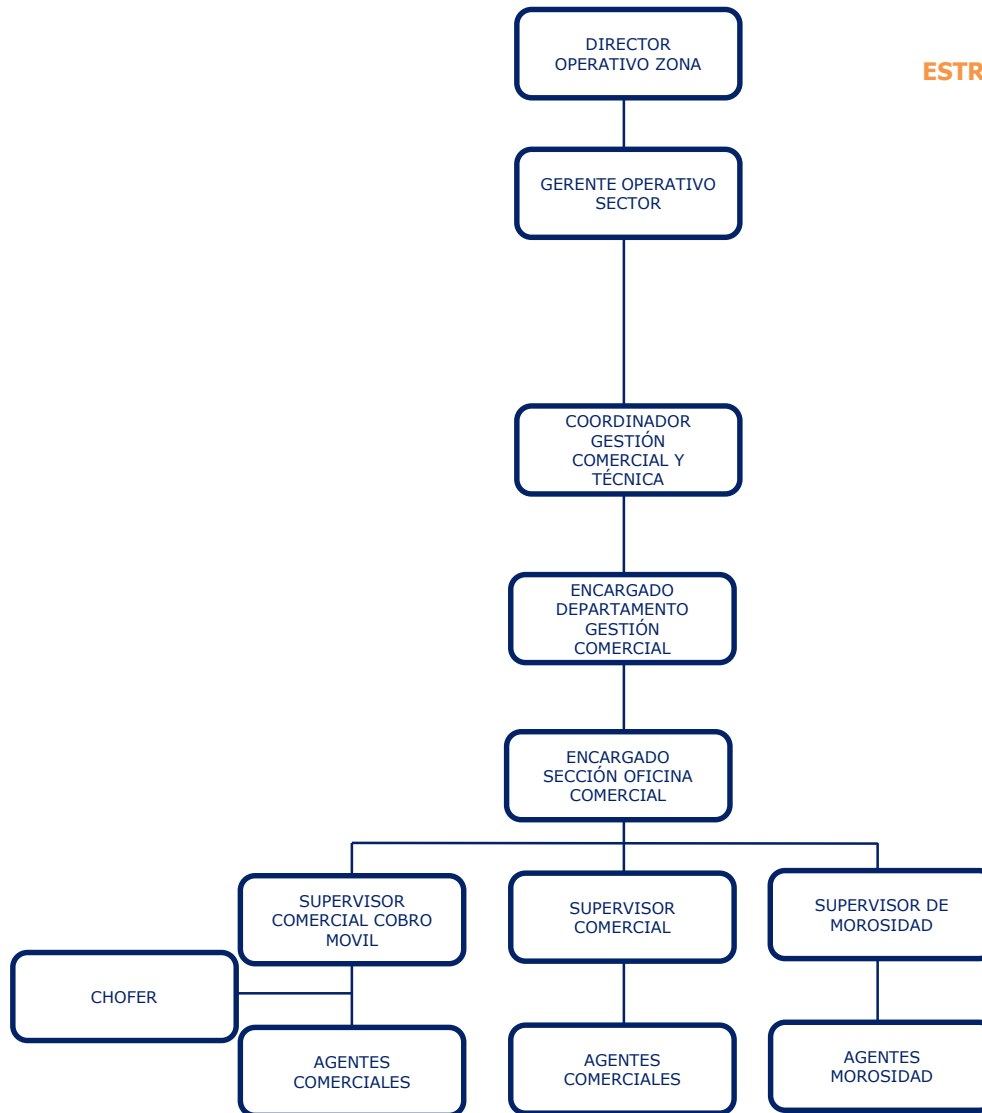 DIRECTOR
OPERATIVO ZONA
ESTR
GERENTE OPERATIVO
SECTOR
COORDINADOR
GESTIÓN
COMERCIAL Y
TÉCNICA
ENCARGADO
DEPARTAMENTO
GESTIÓN
COMERCIAL
ENCARGADO
SECCIÓN OFICINA
COMERCIAL
SUPERVISOR
COMERCIAL COBRO
MOVIL
SUPERVISOR
COMERCIAL
SUPERVISOR DE
MOROSIDAD
CHOFER
AGENTES
COMERCIALES
AGENTES
COMERCIALES
AGENTES
MOROSIDAD